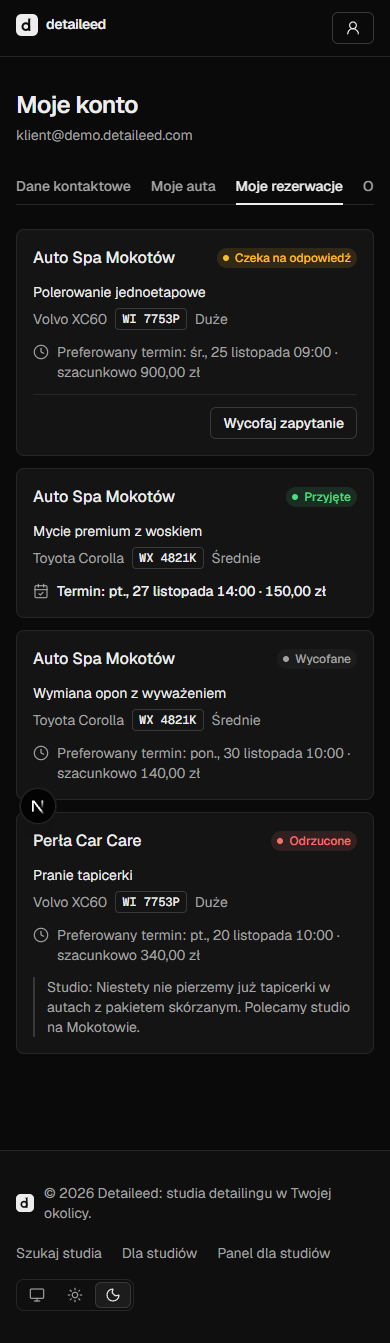 d detaileed
Moje konto
klient@demo.detaileed.com
Dane kontaktowe Moje auta Moje rezerwacje O
Auto Spa Mokotów Czeka na odpowiedź
Polerowanie jednoetapowe
Volvo XC60 WI 7753P Duże
Preferowany termin: śr., 25 listopada 09:00 ·
szacunkowo 900,00 zł
Wycofaj zapytanie
Auto Spa Mokotów Przyjęte
Mycie premium z woskiem
Toyota Corolla WX 4821K Średnie
Termin: pt., 27 listopada 14:00 · 150,00 zł
Auto Spa Mokotów Wycofane
Wymiana opon z wyważeniem
Toyota Corolla WX 4821K Średnie
Preferowany termin: pon., 30 listopada 10:00 ·
szacunkowo 140,00 zł
N
Perła Car Care Odrzucone
Pranie tapicerki
Volvo XC60 WI 7753P Duże
Preferowany termin: pt., 20 listopada 10:00 ·
szacunkowo 340,00 zł
Studio: Niestety nie pierzemy już tapicerki w
autach z pakietem skórzanym. Polecamy studio
na Mokotowie.
d © 2026 Detaileed: studia detailingu w Twojej
okolicy.
Szukaj studia Dla studiów Panel dla studiów